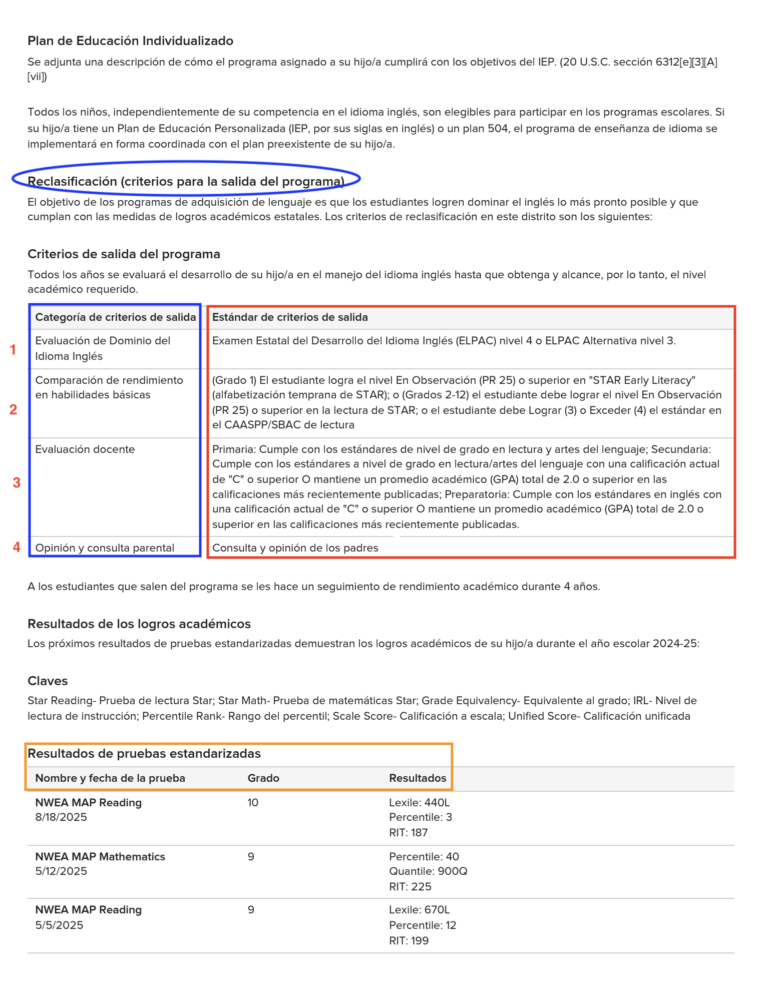 Plan de Educación Individualizado
Se adjunta una descripción de cómo el programa asignado a su hijo/a cumplirá con los objetivos del IEP. (20 U.S.C. sección 6312[e][3][A]
[vii])
Todos los niños, independientemente de su competencia en el idioma inglés, son elegibles para participar en los programas escolares. Si
su hijo/a tiene un Plan de Educación Personalizada (IEP, por sus siglas en inglés) o un plan 504, el programa de enseñanza de idioma se
implementará en forma coordinada con el plan preexistente de su hijo/a.
Reclasificación (criterios para la salida del programa)
El objetivo de los programas de adquisición de lenguaje es que los estudiantes logren dominar el inglés lo más pronto posible y que
cumplan con las medidas de logros académicos estatales. Los criterios de reclasificación en este distrito son los siguientes:
Criterios de salida del programa
Todos los años se evaluará el desarrollo de su hijo/a en el manejo del idioma inglés hasta que obtenga y alcance, por lo tanto, el nivel
académico requerido.
Categoría de criterios de salida
Estándar de criterios de salida
1
Evaluación de Dominio del
Idioma Inglés
Examen Estatal del Desarrollo del Idioma Inglés (ELPAC) nivel 4 o ELPAC Alternativa nivel 3.
2
Comparación de rendimiento
en habilidades básicas
(Grado 1) El estudiante logra el nivel En Observación (PR 25) o superior en "STAR Early Literacy"
(alfabetización temprana de STAR); o (Grados 2-12) el estudiante debe lograr el nivel En Observación
(PR 25) o superior en la lectura de STAR; o el estudiante debe Lograr (3) o Exceder (4) el estándar en
el CAASPP/SBAC de lectura
3
Evaluación docente
Primaria: Cumple con los estándares de nivel de grado en lectura y artes del lenguaje; Secundaria:
Cumple con los estándares a nivel de grado en lectura/artes del lenguaje con una calificación actual
de "C" o superior O mantiene un promedio académico (GPA) total de 2.0 o superior en las
calificaciones más recientemente publicadas; Preparatoria: Cumple con los estándares en inglés con
una calificación actual de "C" o superior O mantiene un promedio académico (GPA) total de 2.0 o
superior en las calificaciones más recientemente publicadas.
4
Opinión y consulta parental
Consulta y opinión de los padres
A los estudiantes que salen del programa se les hace un seguimiento de rendimiento académico durante 4 años.
Resultados de los logros académicos
Los próximos resultados de pruebas estandarizadas demuestran los logros académicos de su hijo/a durante el año escolar 2024-25:
Claves
Star Reading- Prueba de lectura Star; Star Math- Prueba de matemáticas Star; Grade Equivalency- Equivalente al grado; IRL- Nivel de
lectura de instrucción; Percentile Rank- Rango del percentil; Scale Score- Calificación a escala; Unified Score- Calificación unificada
Resultados de pruebas estandarizadas
Nombre y fecha de la prueba
Grado
Resultados
NWEA MAP Reading
8/18/2025
10
Lexile: 440L
Percentile: 3
RIT: 187
NWEA MAP Mathematics
5/12/2025
9
Percentile: 40
Quantile: 900Q
RIT: 225
NWEA MAP Reading
5/5/2025
9
Lexile: 670L
Percentile: 12
RIT: 199